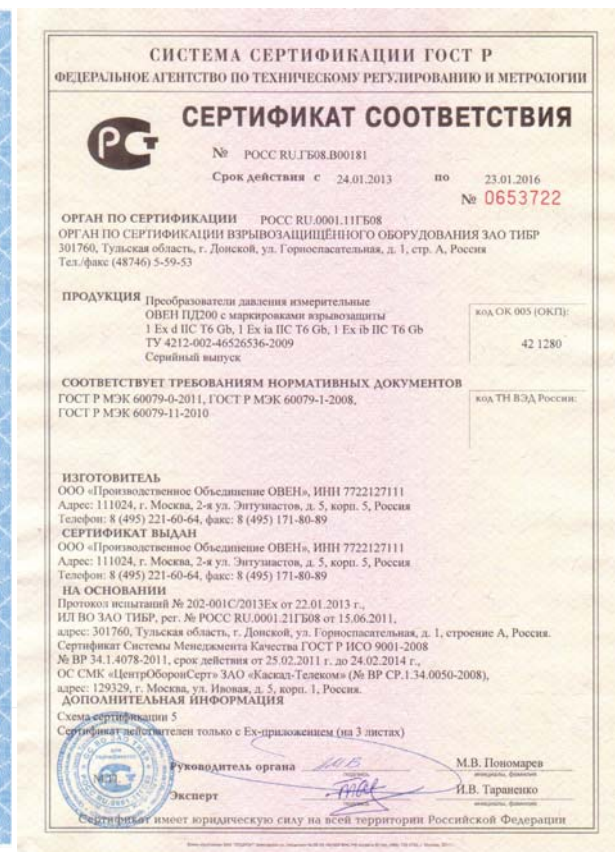 СИСТЕМА СЕРТИФИКАЦИИ ГОСТ Р
ФЕДЕРАЛЬНОЕ АГЕНТСТВО ПО ТЕХНИЧЕСКОМУ РЕГУЛИРОВАНИЮ И МЕТРОЛОГИИ
СЕРТИФИКАТ СООТВЕТСТВИЯ
№ РОСС RU.ГБ08.В00181
Срок действия с 24.01.2013 по 23.01.2016
№ 0653722
ОРГАН ПО СЕРТИФИКАЦИИ РОСС RU.0001.11ГБ08
ОРГАН ПО СЕРТИФИКАЦИИ ВЗРЫВОЗАЩИЩЁННОГО ОБОРУДОВАНИЯ ЗАО ТИБР
301760, Тульская область, г. Донской, ул. Горноспасательная, д. 1, стр. А, Россия
Тел./факс (48746) 5-59-53
ПРОДУКЦИЯ Преобразователи давления измерительные
ОВЕН ПД200 с маркировками взрывозащиты
1 Ex d IIC T6 Gb, 1 Ex ia IIC T6 Gb, 1 Ex ib IIC T6 Gb
ТУ 4212-002-46526536-2009
Серийный выпуск
код ОК 005 (ОКП):
42 1280
СООТВЕТСТВУЕТ ТРЕБОВАНИЯМ НОРМАТИВНЫХ ДОКУМЕНТОВ
ГОСТ Р МЭК 60079-0-2011, ГОСТ Р МЭК 60079-1-2008,
ГОСТ Р МЭК 60079-11-2010
код ТН ВЭД России:
ИЗГОТОВИТЕЛЬ
ООО «Производственное Объединение ОВЕН», ИНН 7722127111
Адрес: 111024, г. Москва, 2-я ул. Энтузиастов, д. 5, корп. 5, Россия
Телефон: 8 (495) 221-60-64, факс: 8 (495) 171-80-89
СЕРТИФИКАТ ВЫДАН
ООО «Производственное Объединение ОВЕН», ИНН 7722127111
Адрес: 111024, г. Москва, 2-я ул. Энтузиастов, д. 5, корп. 5, Россия
Телефон: 8 (495) 221-60-64, факс: 8 (495) 171-80-89
НА ОСНОВАНИИ
Протокол испытаний № 202-001С/2013Ex от 22.01.2013 г.,
ИЛ ВО ЗАО ТИБР, рег. № РОСС RU.0001.21ГБ08 от 15.06.2011,
адрес: 301760, Тульская область, г. Донской, ул. Горноспасательная, д. 1, строение А, Россия.
Сертификат Системы Менеджмента Качества ГОСТ Р ИСО 9001-2008
№ ВР 34.1.4078-2011, срок действия от 25.02.2011 г. до 24.02.2014 г.,
ОС СМК «ЦентрОборонСерт» ЗАО «Каскад-Телеком» (№ ВР СР.1.34.0050-2008),
адрес: 129329, г. Москва, ул. Ивовая, д. 5, корп. 1, Россия.
ДОПОЛНИТЕЛЬНАЯ ИНФОРМАЦИЯ
Схема сертификации 5
Сертификат действителен только с Ex-приложением (на 3 листах)
Руководитель органа М.В. Пономарев
Эксперт И.В. Тараненко
Сертификат имеет юридическую силу на всей территории Российской Федерации